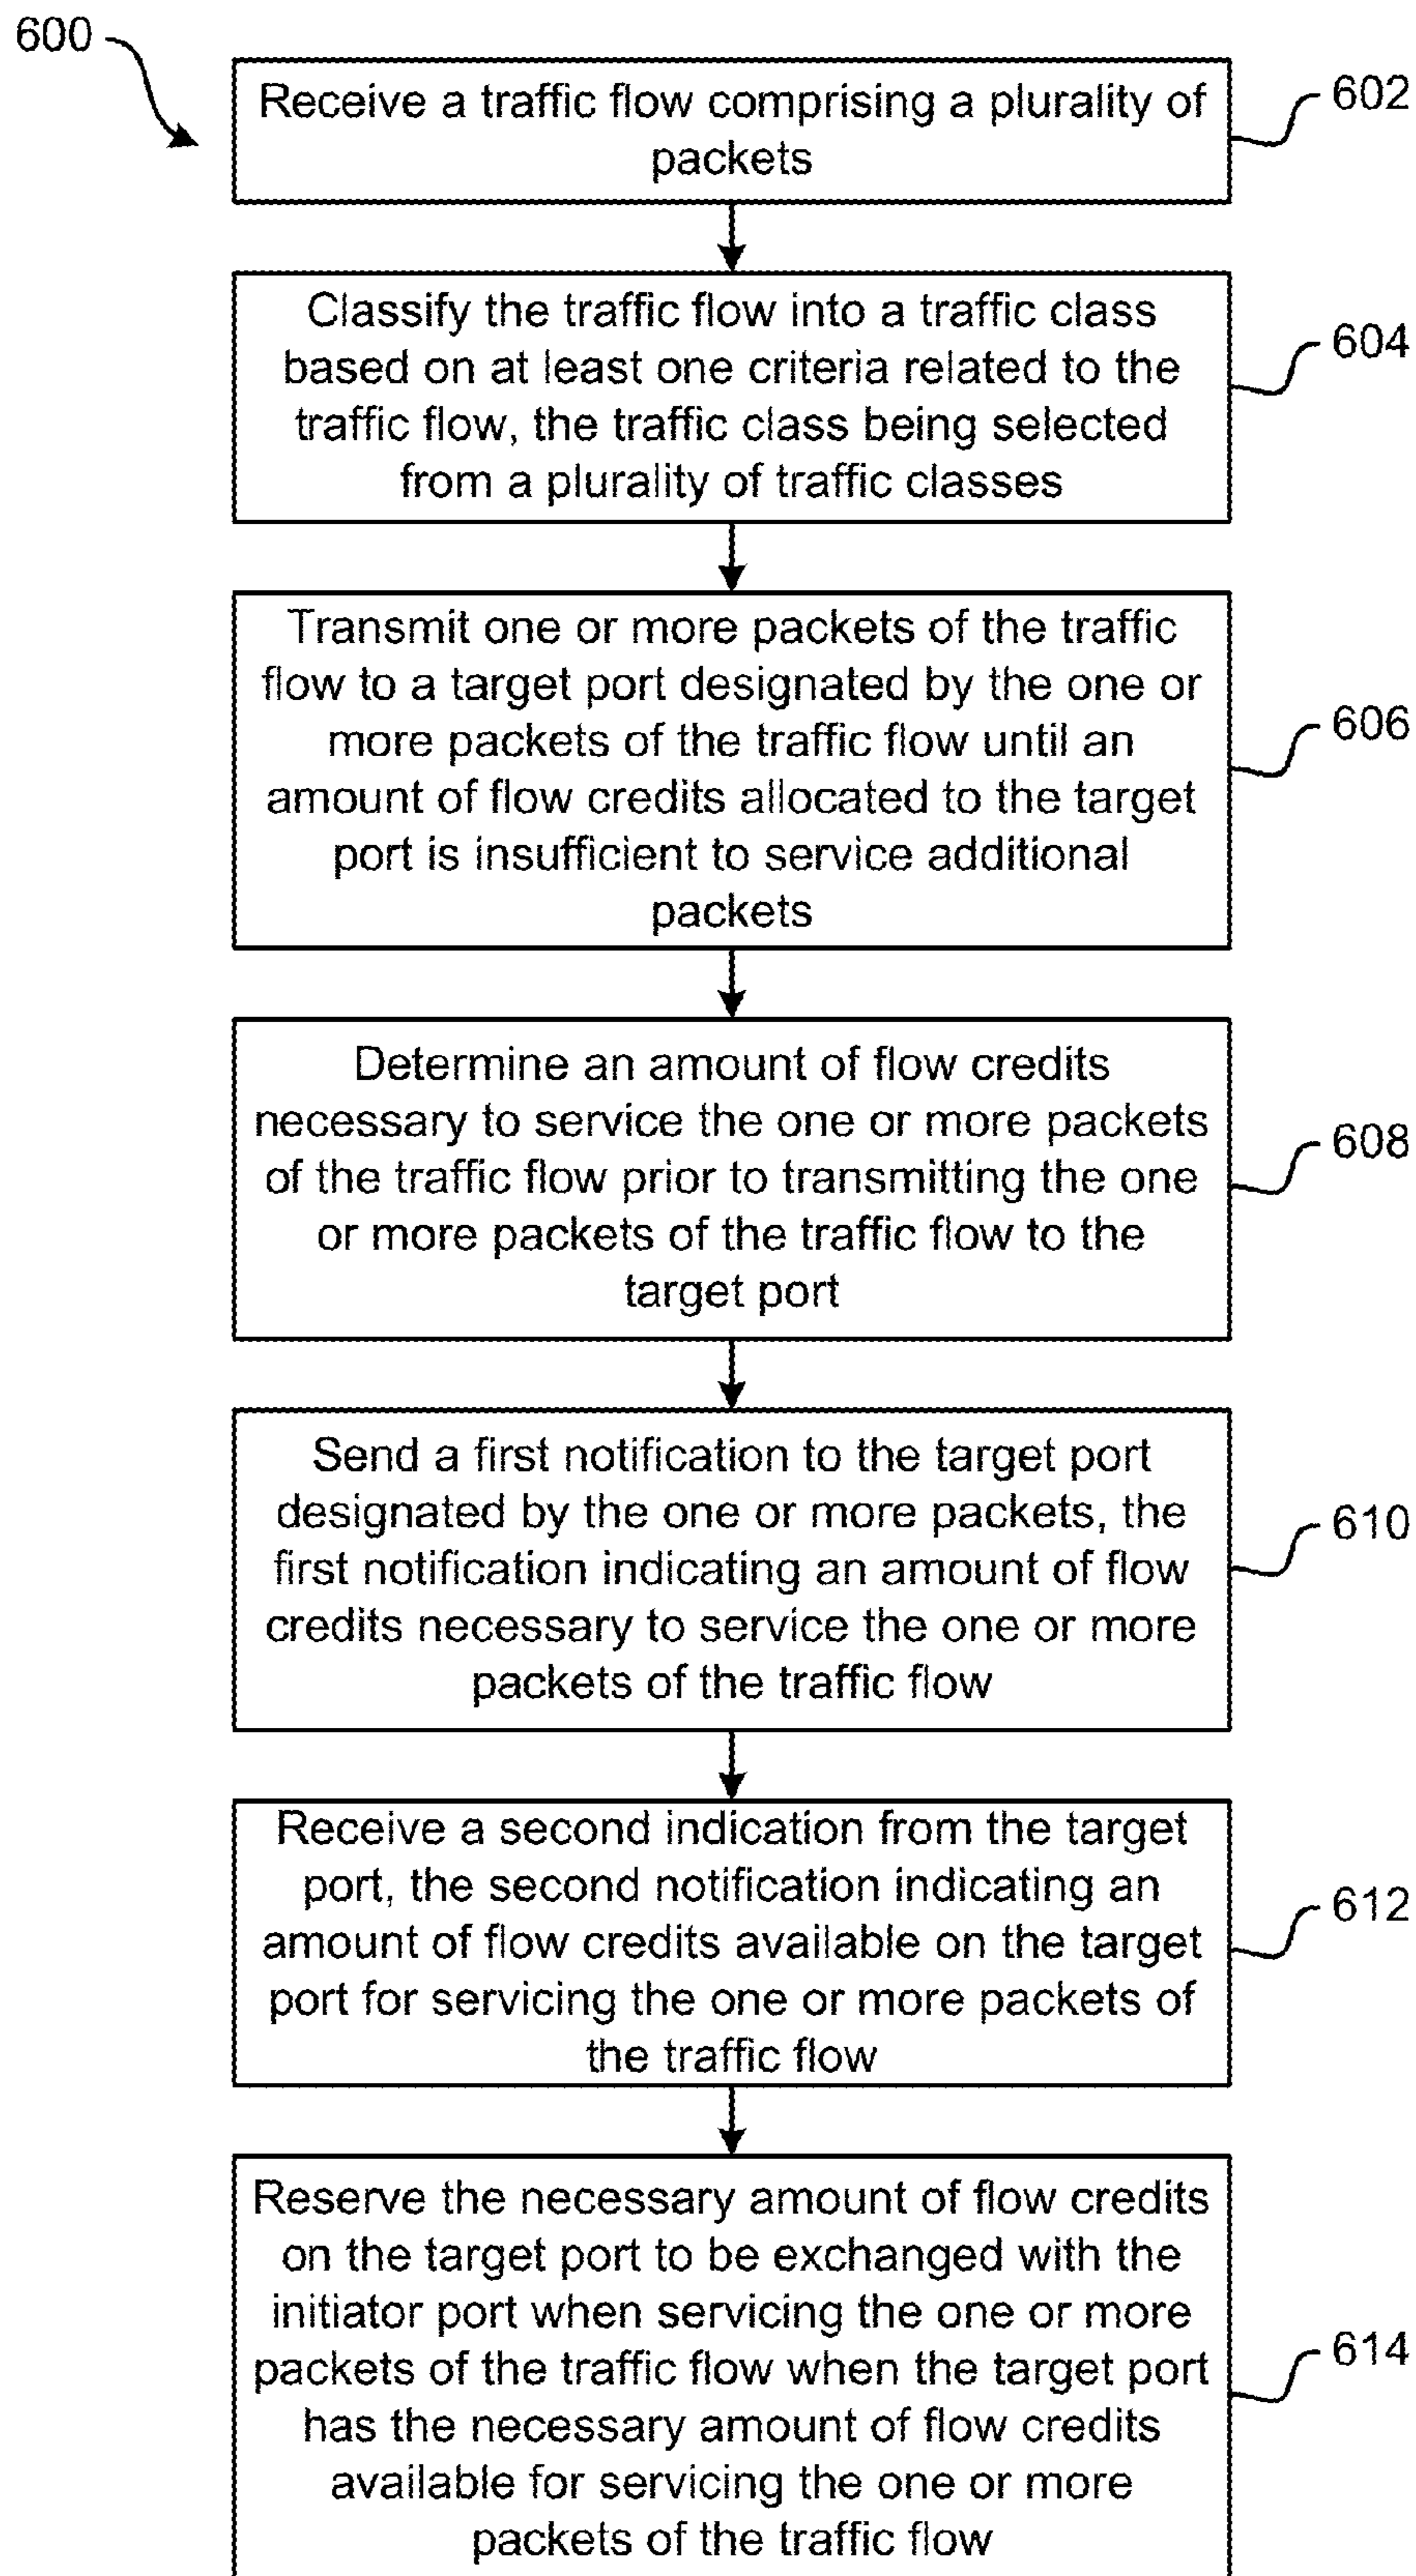 600
Receive a traffic flow comprising a plurality of
packets
602
Classify the traffic flow into a traffic class
based on at least one criteria related to the
traffic flow, the traffic class being selected
from a plurality of traffic classes
604
Transmit one or more packets of the traffic
flow to a target port designated by the one or
more packets of the traffic flow until an
amount of flow credits allocated to the target
port is insufficient to service additional
packets
606
Determine an amount of flow credits
necessary to service the one or more packets
of the traffic flow prior to transmitting the one
or more packets of the traffic flow to the
target port
608
Send a first notification to the target port
designated by the one or more packets, the
first notification indicating an amount of flow
credits necessary to service the one or more
packets of the traffic flow
610
Receive a second indication from the target
port, the second notification indicating an
amount of flow credits available on the target
port for servicing the one or more packets of
the traffic flow
612
Reserve the necessary amount of flow credits
on the target port to be exchanged with the
initiator port when servicing the one or more
packets of the traffic flow when the target port
has the necessary amount of flow credits
available for servicing the one or more
packets of the traffic flow
614